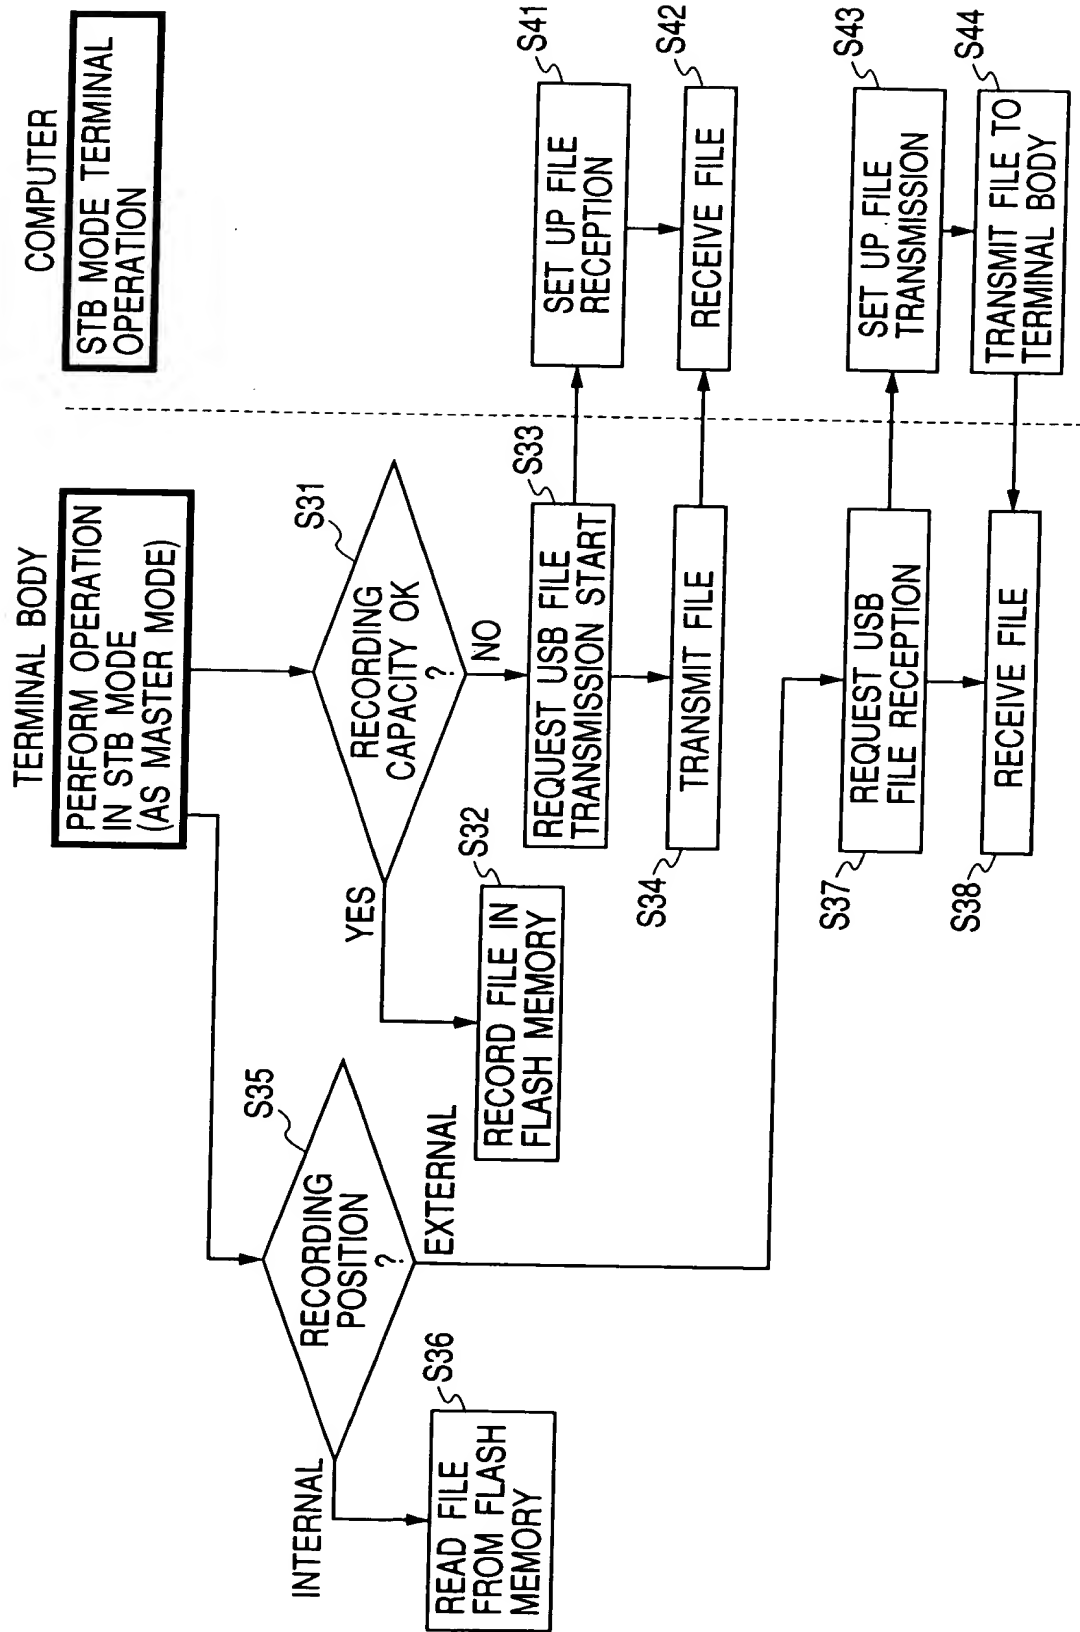 TERMINAL BODY
PERFORM OPERATION
IN STB MODE
(AS MASTER MODE)
COMPUTER
STB MODE TERMINAL
OPERATION
S31
RECORDING
CAPACITY OK
?
YES
NO
S32
RECORD FILE IN
FLASH MEMORY
S33
REQUEST USB FILE
TRANSMISSION START
S41
SET UP FILE
RECEPTION
S34
TRANSMIT FILE
S42
RECEIVE FILE
S35
RECORDING
POSITION
?
INTERNAL
EXTERNAL
S36
READ FILE
FROM FLASH
MEMORY
S37
REQUEST USB
FILE RECEPTION
S43
SET UP FILE
TRANSMISSION
S38
RECEIVE FILE
S44
TRANSMIT FILE TO
TERMINAL BODY